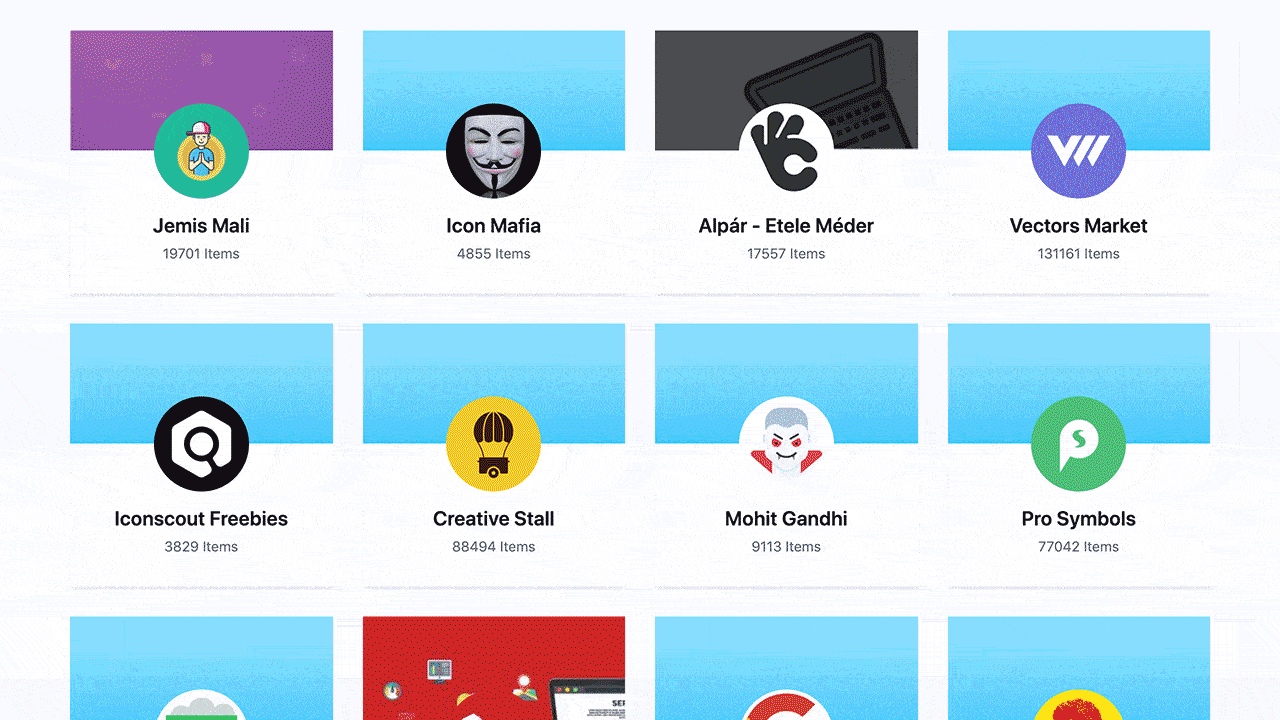 Jemis Mali
19701 Items
Icon Mafia
4855 Items
Alpár - Etele Méder
17557 Items
Vectors Market
131161 Items
Iconscout Freebies
3829 Items
Creative Stall
88494 Items
Mohit Gandhi
9113 Items
Pro Symbols
77042 Items